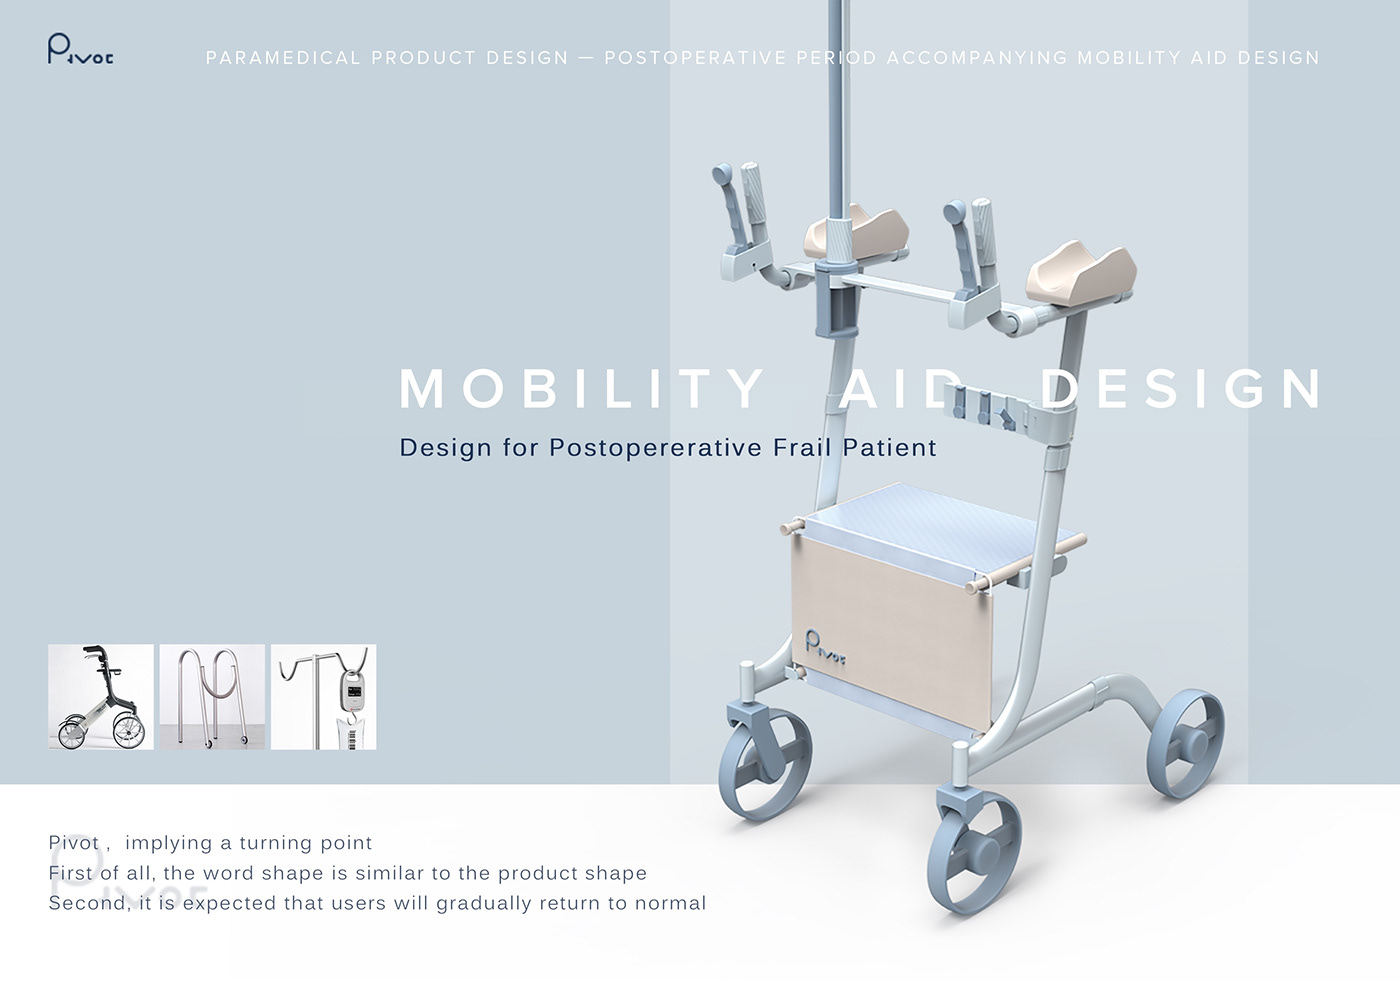 Pivot
PARAMEDICAL PRODUCT DESIGN — POSTOPERATIVE PERIOD ACCOMPANYING MOBILITY AID DESIGN
MOBILITY AID DESIGN
Design for Postopererative Frail Patient
Pivot
Pivot , implying a turning point
First of all, the word shape is similar to the product shape
Second, it is expected that users will gradually return to normal
Pivot